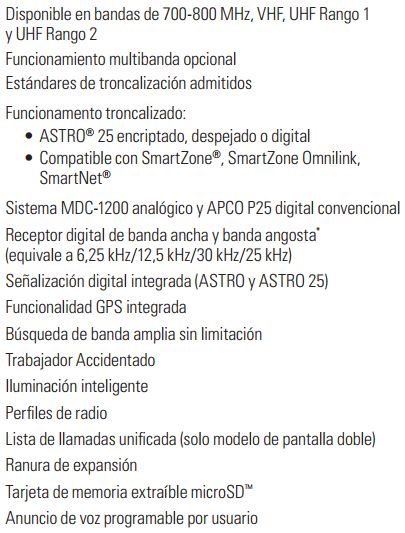 Disponible en bandas de 700-800 MHz, VHF, UHF Rango 1
y UHF Rango 2
Funcionamiento multibanda opcional
Estándares de troncalización admitidos
Funcionamento troncalizado:
• ASTRO® 25 encriptado, despejado o digital
• Compatible con SmartZone®, SmartZone Omnilink,
SmartNet®
Sistema MDC-1200 analógico y APCO P25 digital convencional
Receptor digital de banda ancha y banda angosta*
(equivale a 6,25 kHz/12,5 kHz/30 kHz/25 kHz)
Señalización digital integrada (ASTRO y ASTRO 25)
Funcionalidad GPS integrada
Búsqueda de banda amplia sin limitación
Trabajador Accidentado
Iluminación inteligente
Perfiles de radio
Lista de llamadas unificada (solo modelo de pantalla doble)
Ranura de expansión
Tarjeta de memoria extraíble microSD™
Anuncio de voz programable por usuario